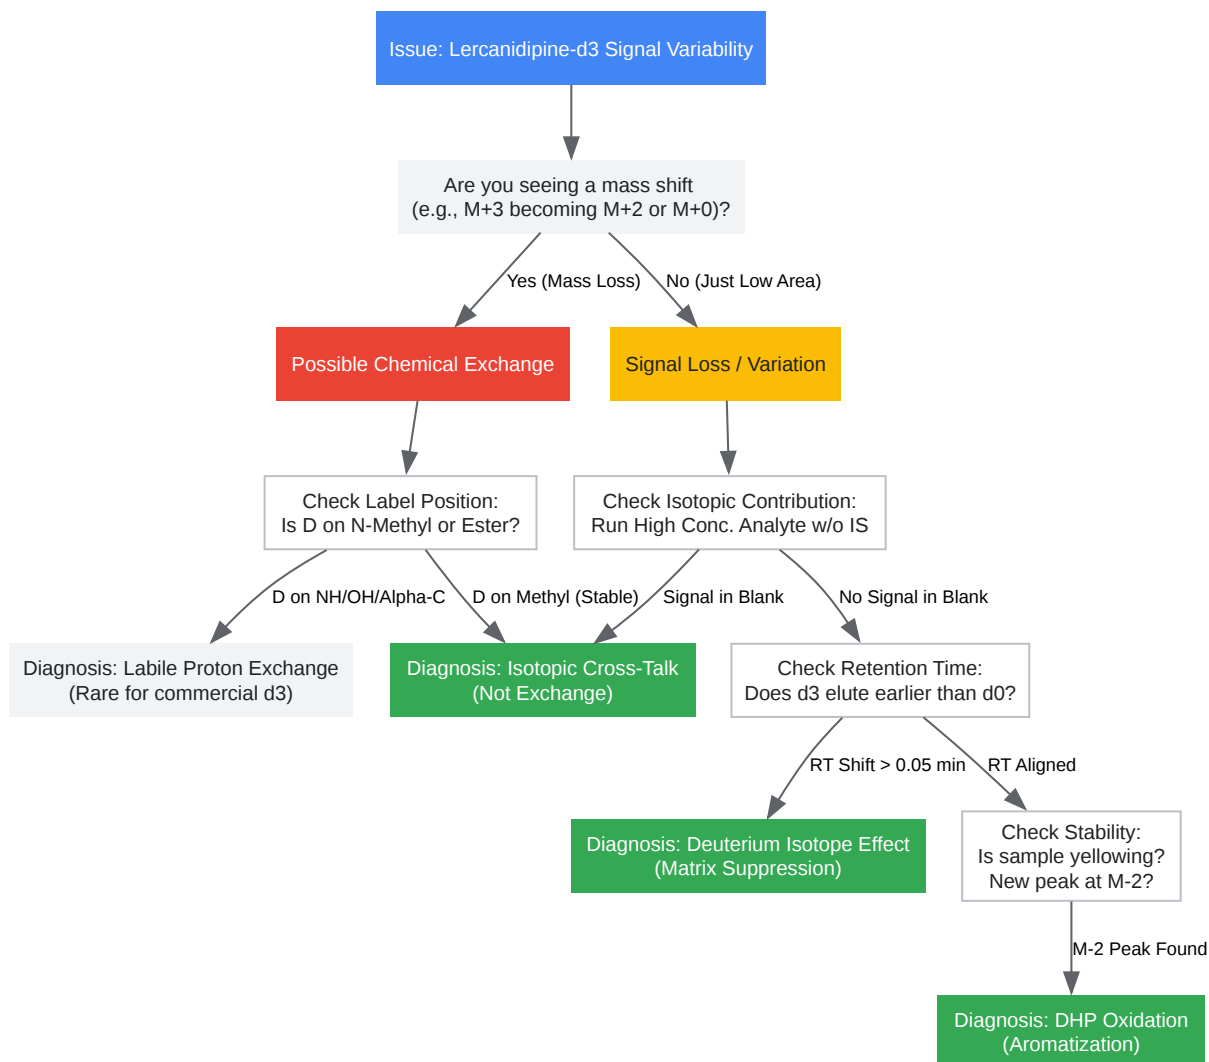 Issue: Lercanidipine-d3 Signal Variability
Are you seeing a mass shift
(e.g., M+3 becoming M+2 or M+0)?
Yes (Mass Loss)
No (Just Low Area)
Possible Chemical Exchange
Signal Loss / Variation
Check Label Position:
Is D on N-Methyl or Ester?
Check Isotopic Contribution:
Run High Conc. Analyte w/o IS
D on NH/OH/Alpha-C
D on Methyl (Stable)
Signal in Blank
No Signal in Blank
Diagnosis: Labile Proton Exchange
(Rare for commercial d3)
Diagnosis: Isotopic Cross-Talk
(Not Exchange)
Check Retention Time:
Does d3 elute earlier than d0?
RT Shift > 0.05 min
RT Aligned
Diagnosis: Deuterium Isotope Effect
(Matrix Suppression)
Check Stability:
Is sample yellowing?
New peak at M-2?
M-2 Peak Found
Diagnosis: DHP Oxidation
(Aromatization)